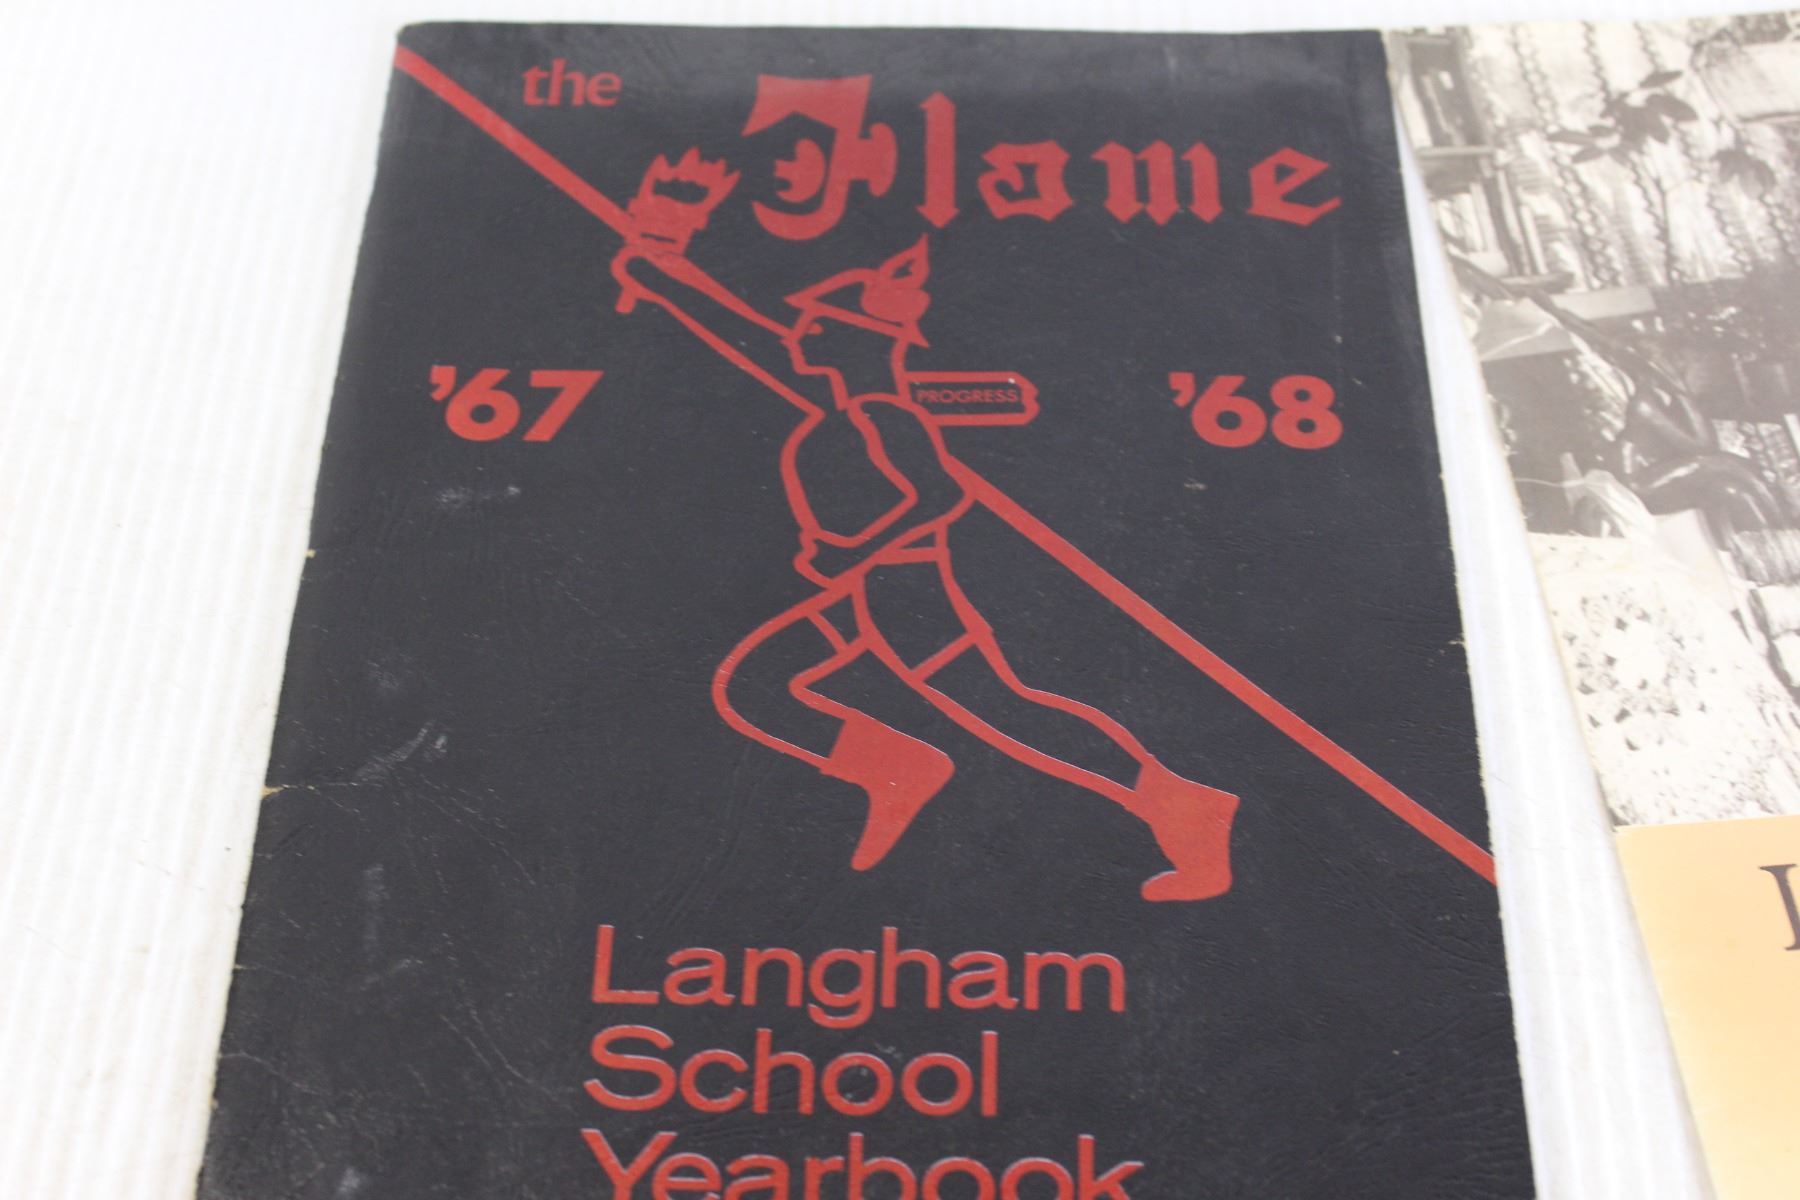 the
Flame
'67 '68
PROGRESS
Langham
School
Yearbook